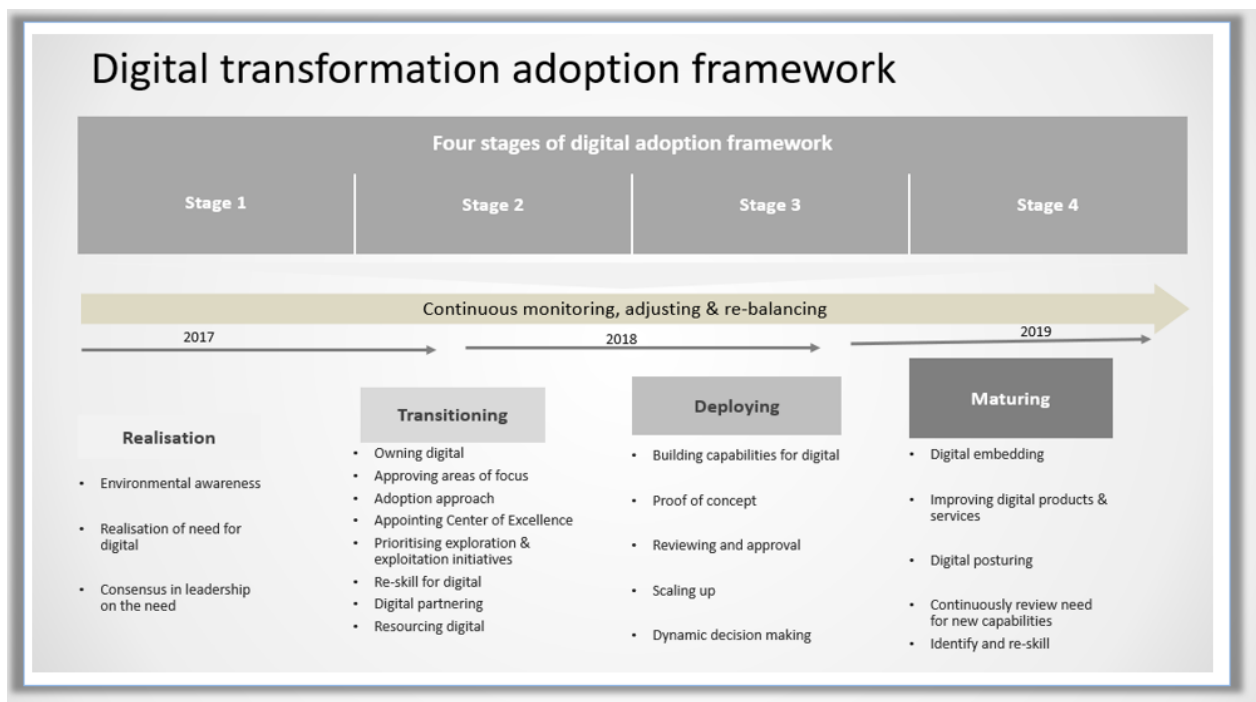 Digital transformation adoption framework
Four stages of digital adoption framework
Stage 1
Stage 2
Stage 3
Stage 4
Continuous monitoring, adjusting & re-balancing
2017
2018
2019
Realisation
• Environmental awareness
• Realisation of need for
digital
• Consensus in leadership
on the need
Transitioning
• Owning digital
• Approving areas of focus
• Adoption approach
• Appointing Center of Excellence
• Prioritising exploration &
exploitation initiatives
• Re-skill for digital
• Digital partnering
• Resourcing digital
Deploying
• Building capabilities for digital
• Proof of concept
• Reviewing and approval
• Scaling up
• Dynamic decision making
Maturing
• Digital embedding
• Improving digital products &
services
• Digital posturing
• Continuously review need
for new capabilities
• Identify and re-skill